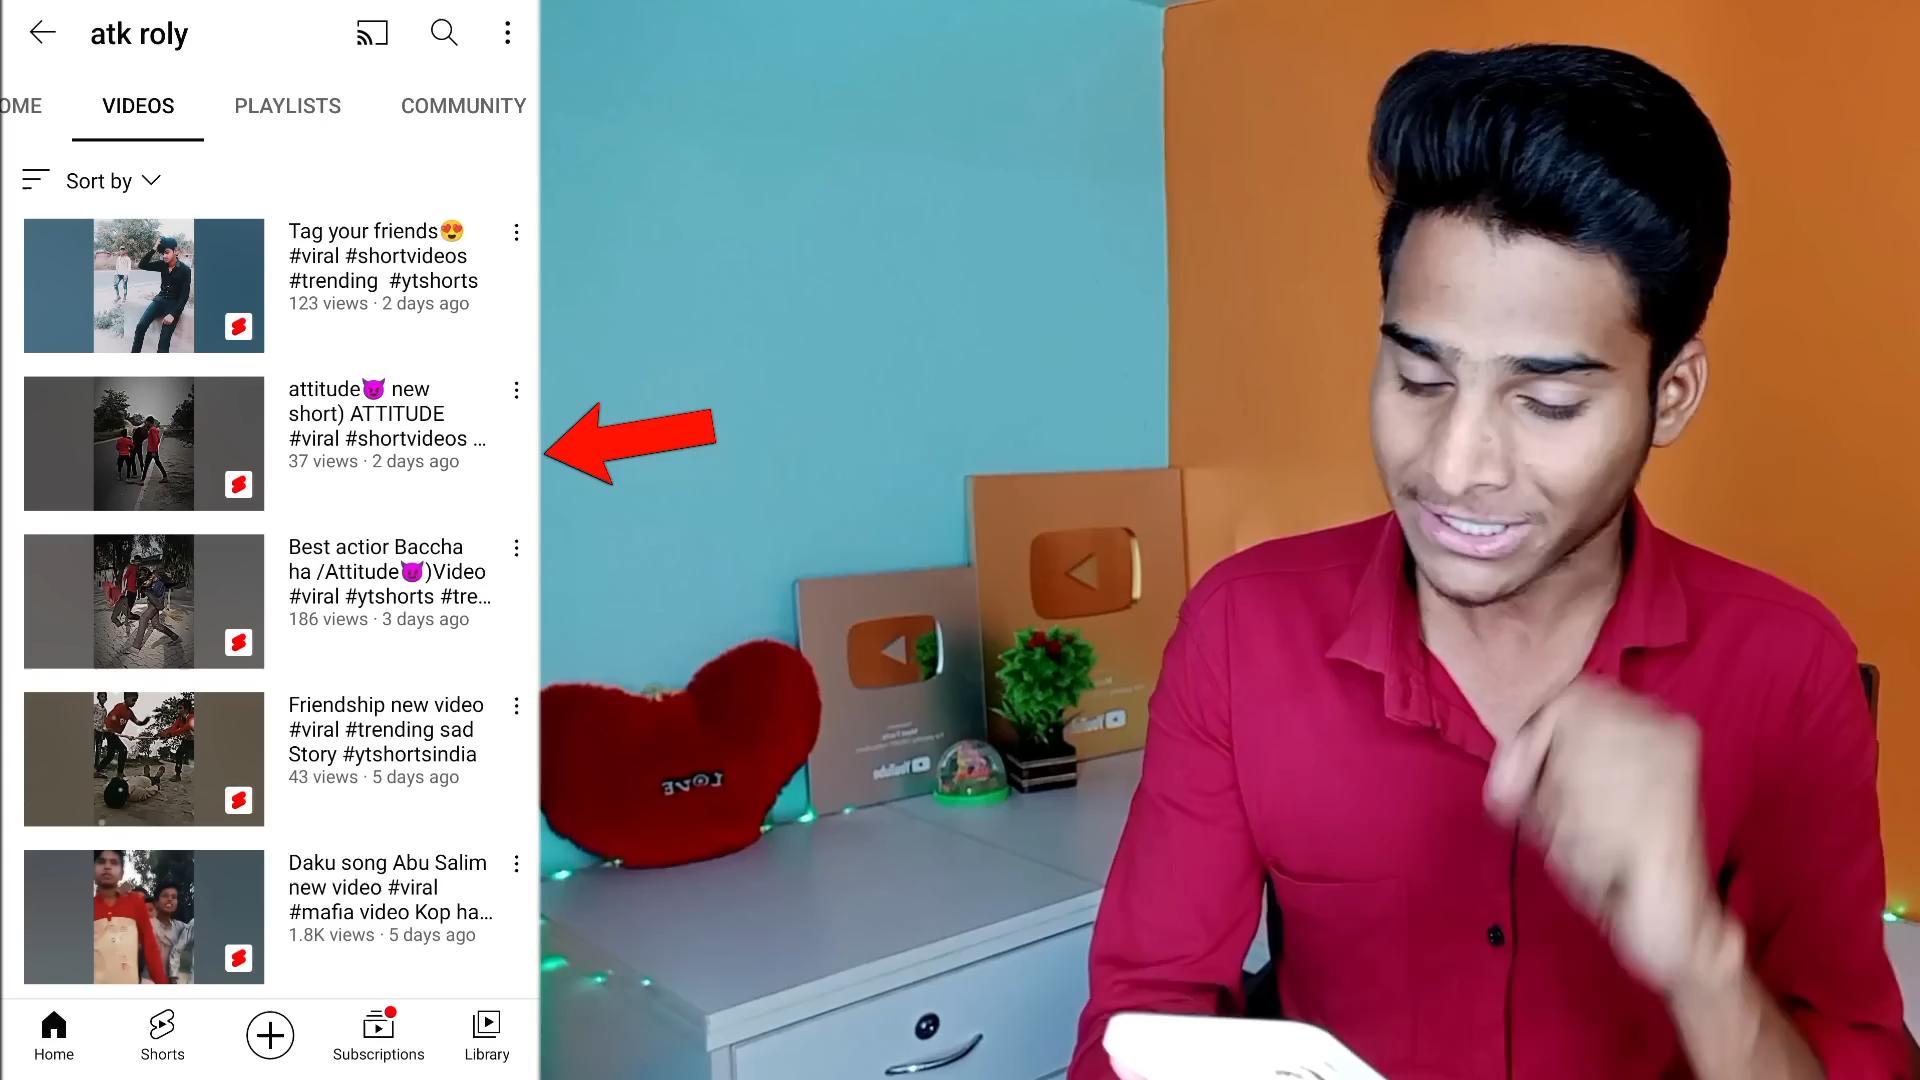 atk roly
OME VIDEOS PLAYLISTS COMMUNITY
Sort by
Tag your friends😍
#viral #shortvideos
#trending #ytshorts
123 views · 2 days ago
attitude😈 new
short) ATTITUDE
#viral #shortvideos ...
37 views · 2 days ago
Best actior Baccha
ha /Attitude😈)Video
#viral #ytshorts #tre...
186 views · 3 days ago
Friendship new video
#viral #trending sad
Story #ytshortsindia
43 views · 5 days ago
Daku song Abu Salim
new video #viral
#mafia video Kop ha...
1.8K views · 5 days ago
Home Shorts Subscriptions Library
LOVE
YouTube
YouTube